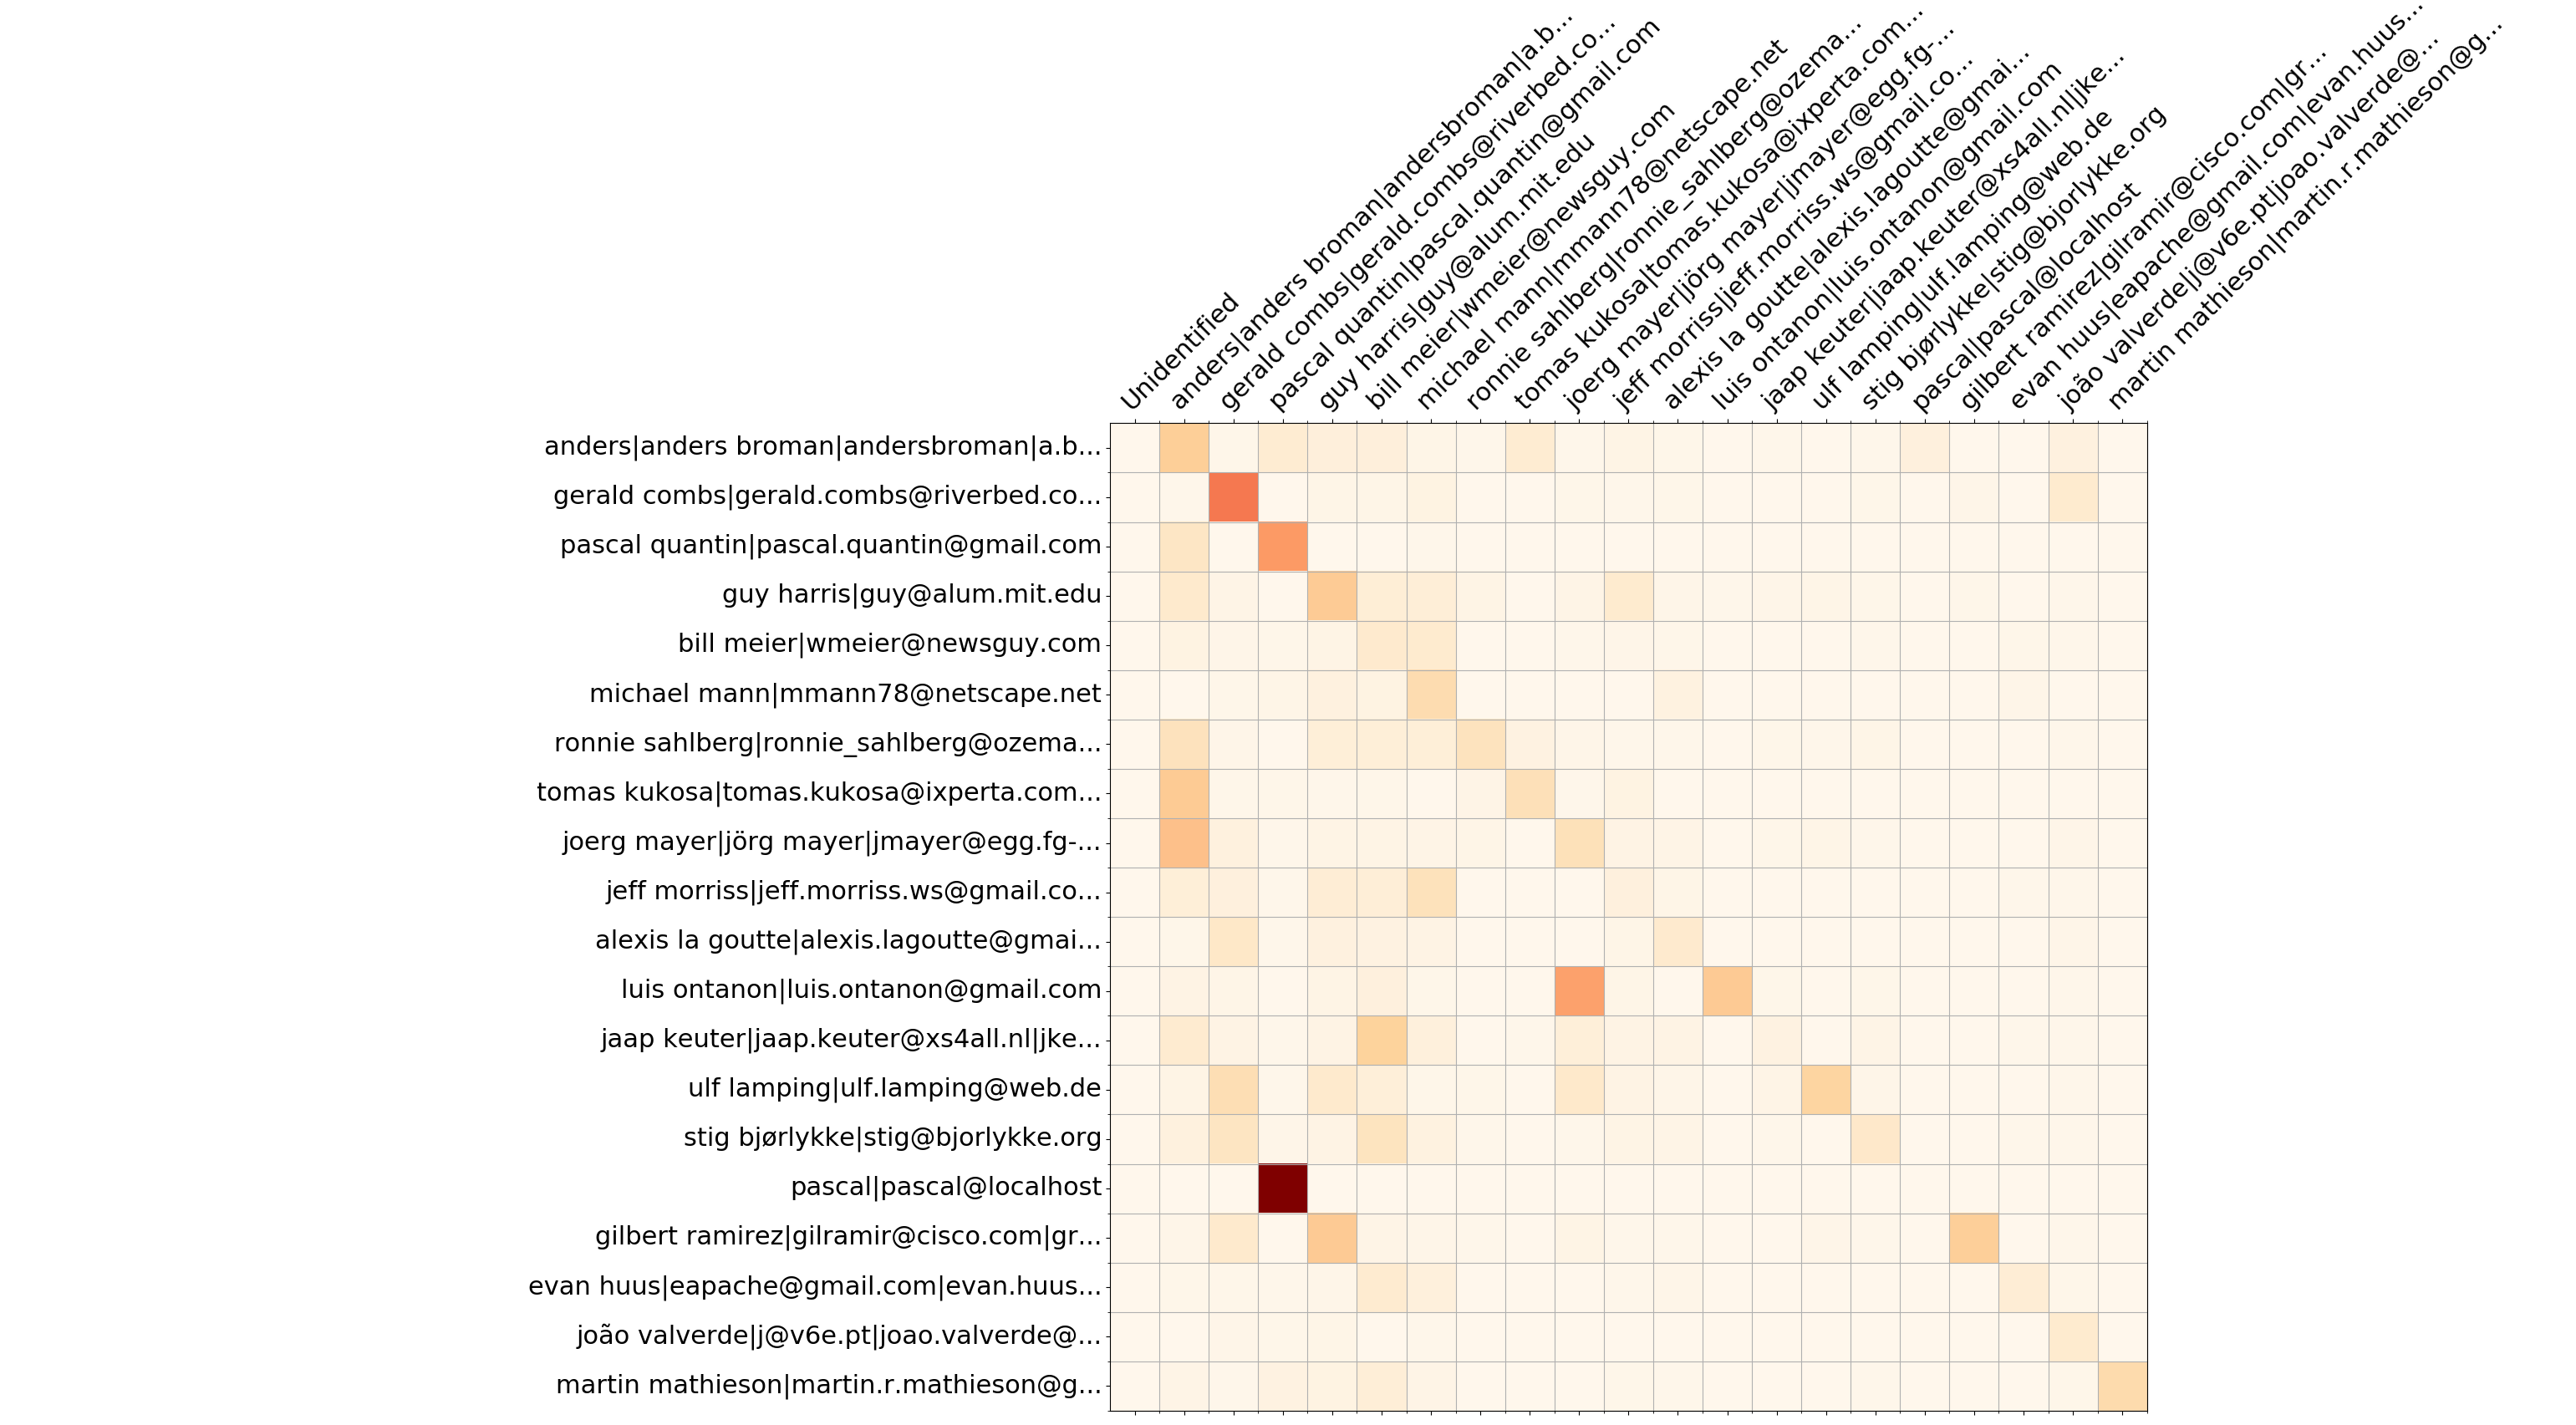 Unidentified
anders|anders broman|andersbroman|a.b...
gerald combs|gerald.combs@riverbed.co...
pascal quantin|pascal.quantin@gmail.com
guy harris|guy@alum.mit.edu
bill meier|wmeier@newsguy.com
michael mann|mmann78@netscape.net
ronnie sahlberg|ronnie_sahlberg@ozema...
tomas kukosa|tomas.kukosa@ixperta.com...
joerg mayer|jörg mayer|jmayer@egg.fg-...
jeff morriss|jeff.morriss.ws@gmail.co...
alexis la goutte|alexis.lagoutte@gmai...
luis ontanon|luis.ontanon@gmail.com
jaap keuter|jaap.keuter@xs4all.nl|jke...
ulf lamping|ulf.lamping@web.de
stig bjørlykke|stig@bjorlykke.org
pascal|pascal@localhost
gilbert ramirez|gilramir@cisco.com|gr...
evan huus|eapache@gmail.com|evan.huus...
joão valverde|j@v6e.pt|joao.valverde@...
martin mathieson|martin.r.mathieson@g...
anders|anders broman|andersbroman|a.b...
gerald combs|gerald.combs@riverbed.co...
pascal quantin|pascal.quantin@gmail.com
guy harris|guy@alum.mit.edu
bill meier|wmeier@newsguy.com
michael mann|mmann78@netscape.net
ronnie sahlberg|ronnie_sahlberg@ozema...
tomas kukosa|tomas.kukosa@ixperta.com...
joerg mayer|jörg mayer|jmayer@egg.fg-...
jeff morriss|jeff.morriss.ws@gmail.co...
alexis la goutte|alexis.lagoutte@gmai...
luis ontanon|luis.ontanon@gmail.com
jaap keuter|jaap.keuter@xs4all.nl|jke...
ulf lamping|ulf.lamping@web.de
stig bjørlykke|stig@bjorlykke.org
pascal|pascal@localhost
gilbert ramirez|gilramir@cisco.com|gr...
evan huus|eapache@gmail.com|evan.huus...
joão valverde|j@v6e.pt|joao.valverde@...
martin mathieson|martin.r.mathieson@g...